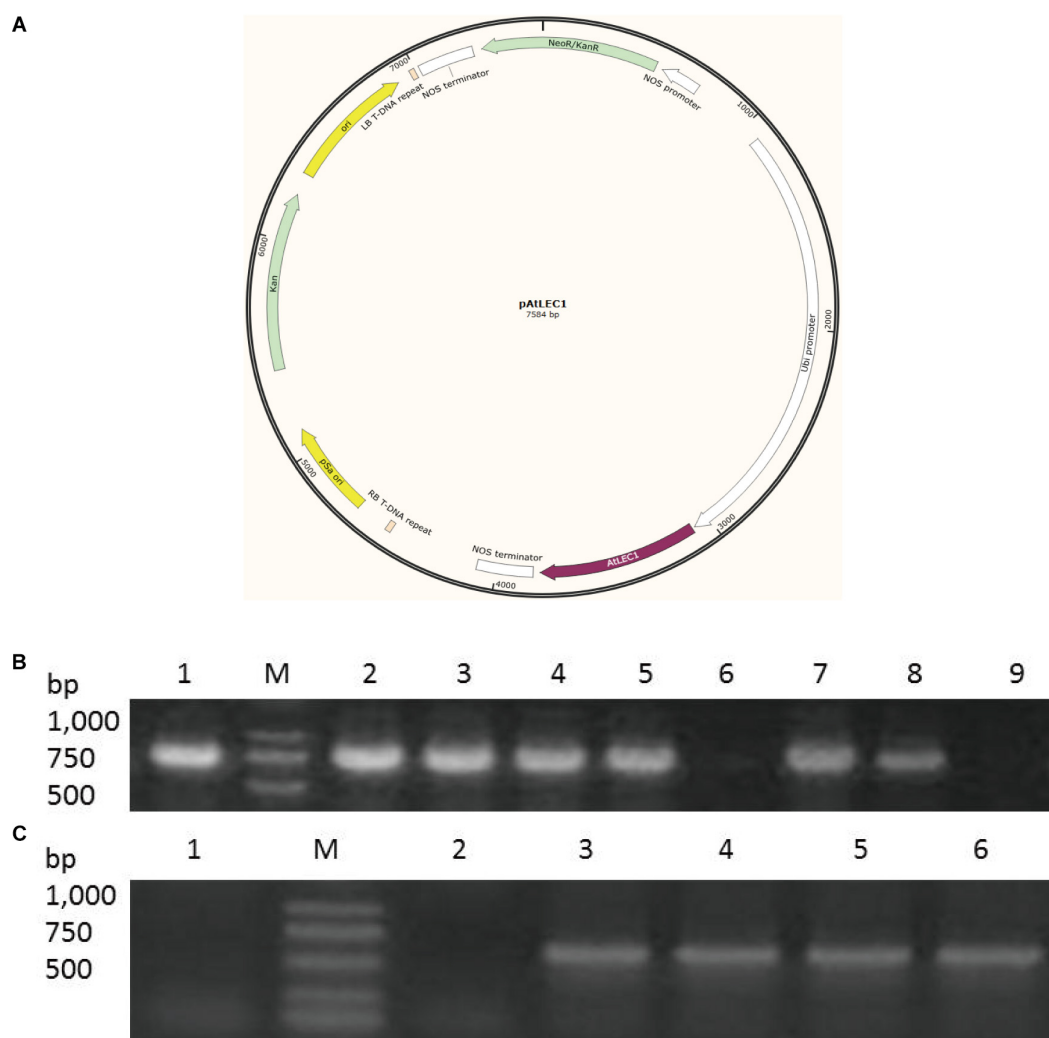 A
NeoR/KanR
NOS promoter
7000
NOS terminator
LB T-DNA repeat
ori
1000
6000
Kan
pAtLEC1
7584 bp
2000
Ubi promoter
5000
pSa ori
RB T-DNA repeat
NOS terminator
4000
AtLEC1
3000
B
bp 1 M 2 3 4 5 6 7 8 9
1,000
750
500
C
bp 1 M 2 3 4 5 6
1,000
750
500